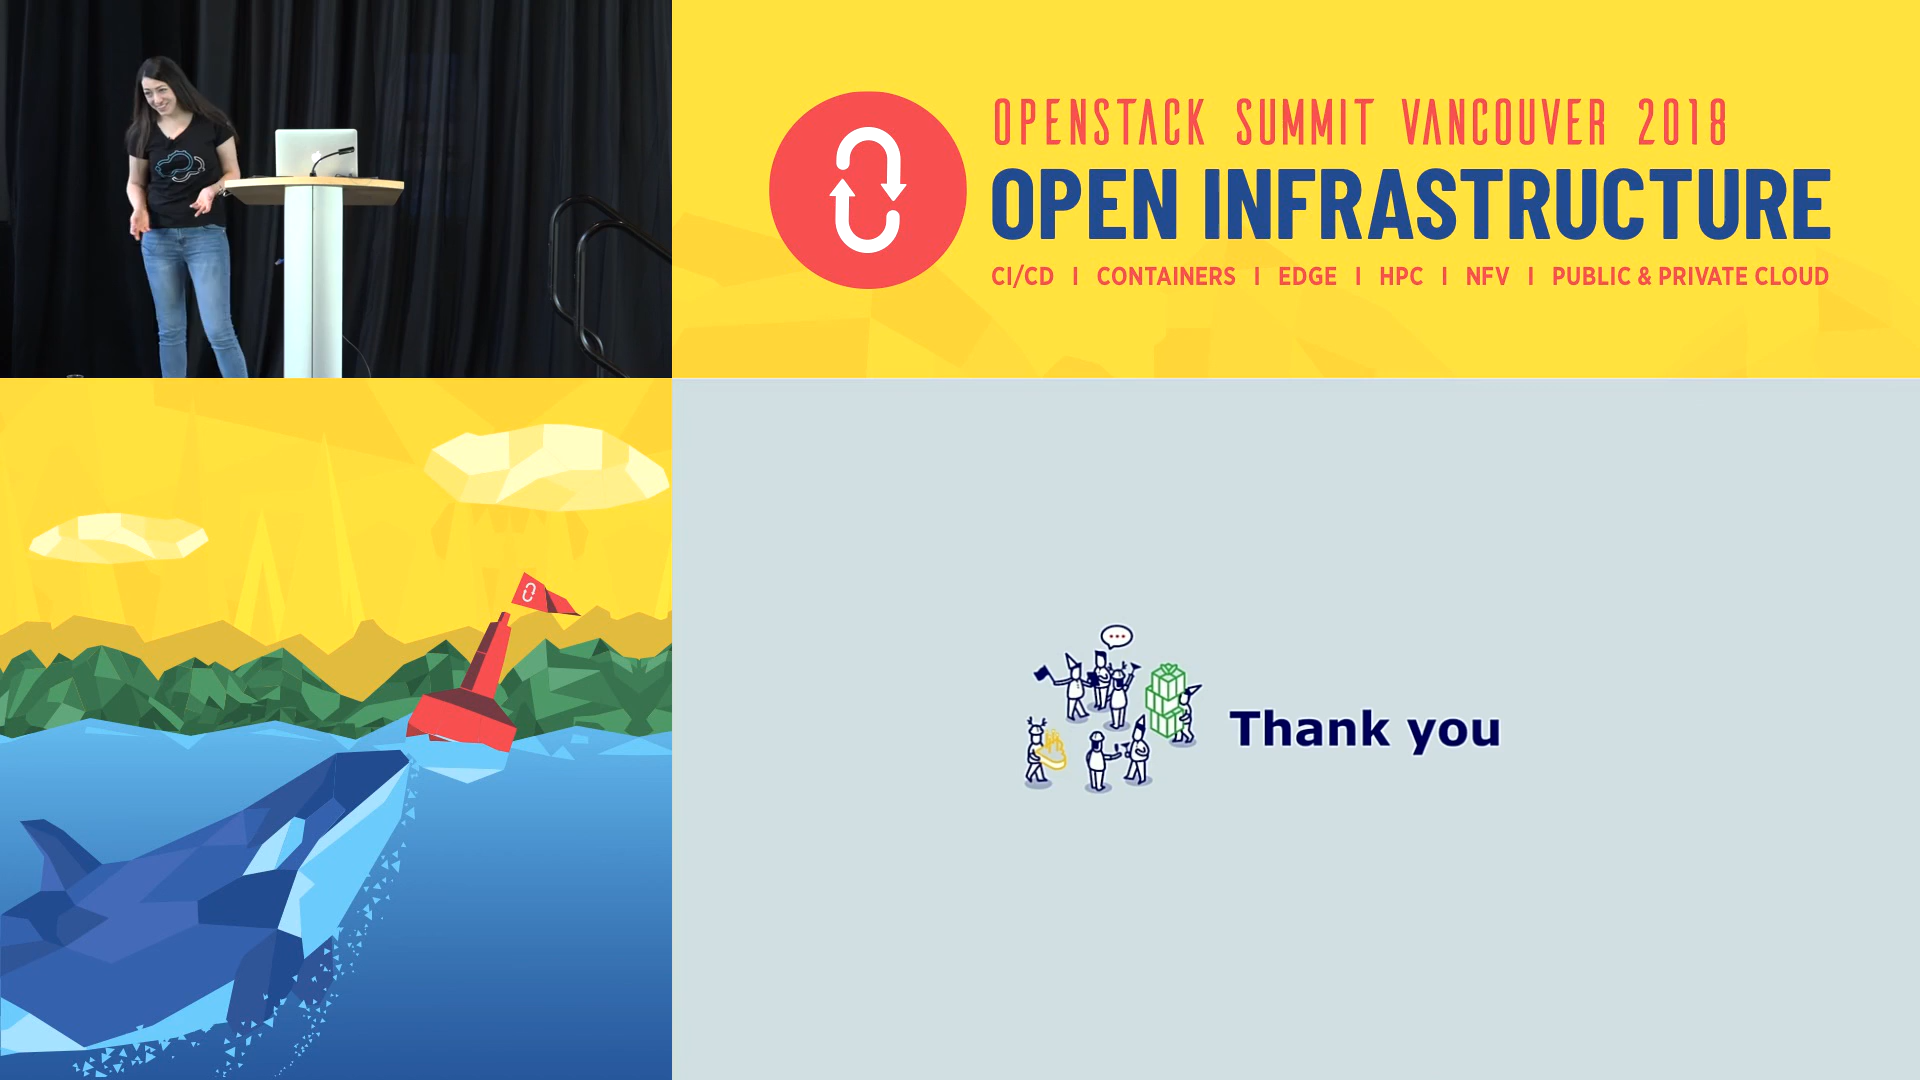 OPENSTACK SUMMIT VANCOUVER 2018
OPEN INFRASTRUCTURE
CI/CD | CONTAINERS | EDGE | HPC | NFV | PUBLIC & PRIVATE CLOUD
Thank you